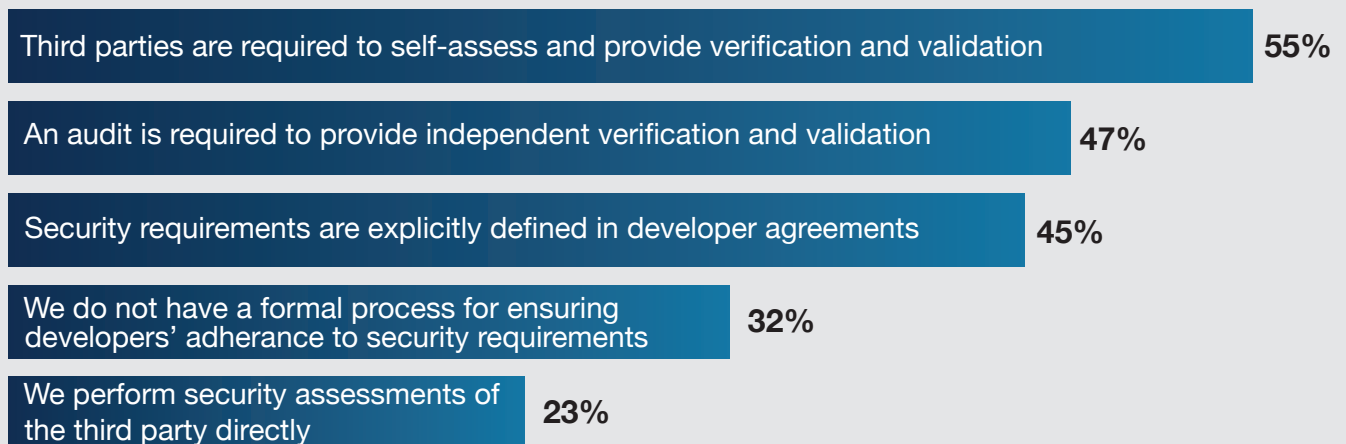 Third parties are required to self-assess and provide verification and validation 55%
An audit is required to provide independent verification and validation 47%
Security requirements are explicitly defined in developer agreements 45%
We do not have a formal process for ensuring
developers’ adherence to security requirements 32%
We perform security assessments of
the third party directly 23%